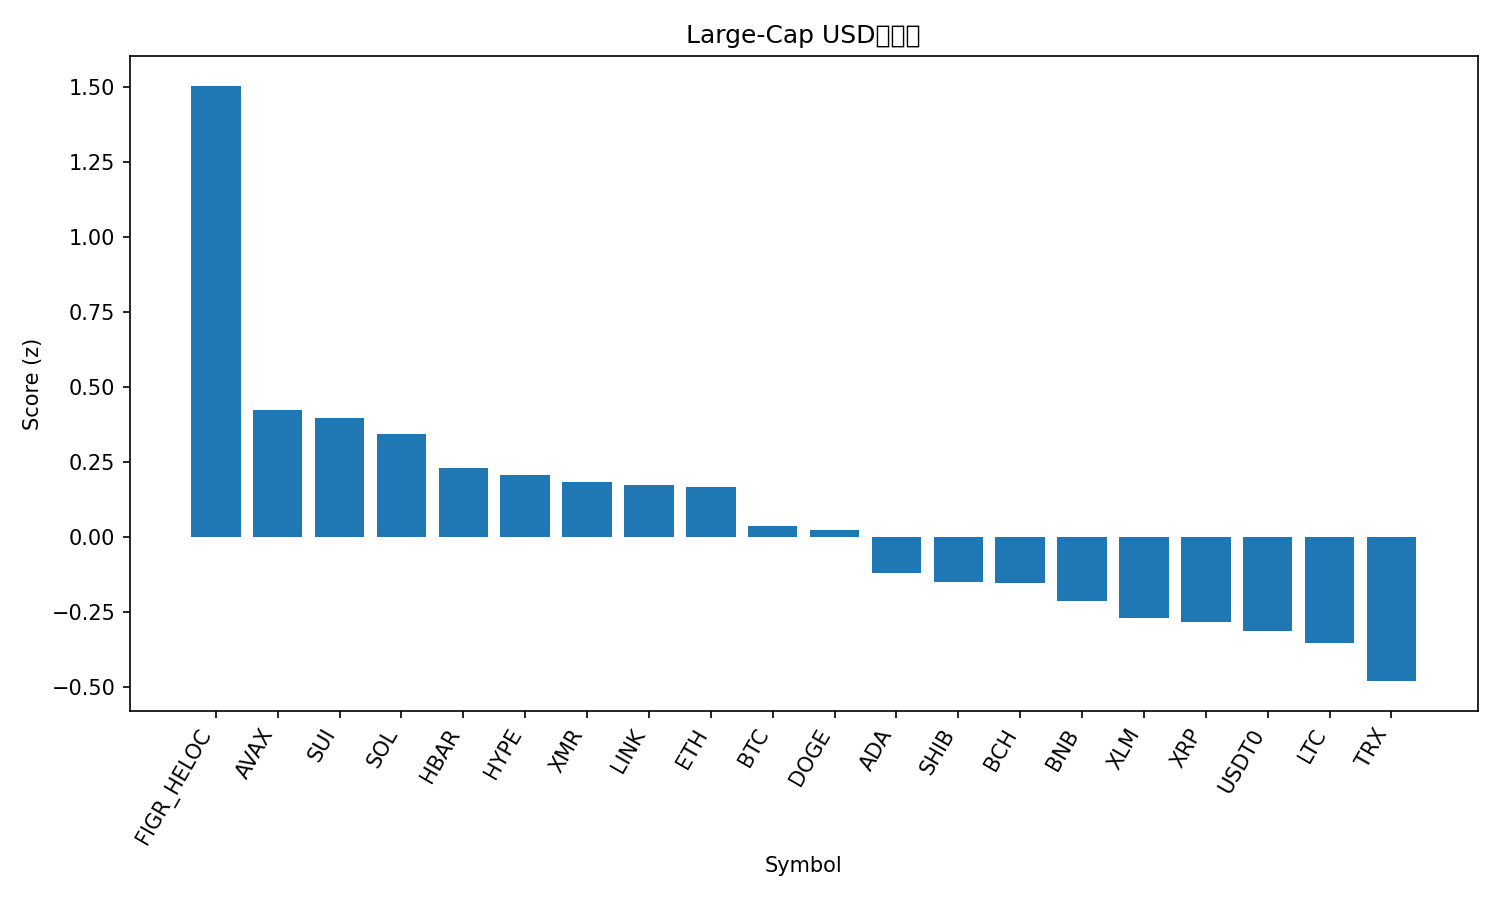 Large-Cap USD
Score (z)
1.50
1.25
1.00
0.75
0.50
0.25
0.00
−0.25
−0.50
FIGR_HELOC
AVAX
SUI
SOL
HBAR
HYPE
XMR
LINK
ETH
BTC
DOGE
ADA
SHIB
BCH
BNB
XLM
XRP
USDT0
LTC
TRX
Symbol